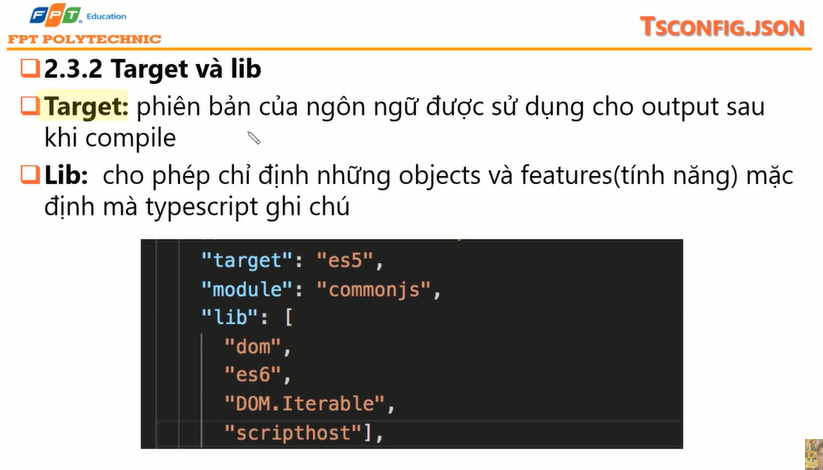 FPT Education
FPT POLYTECHNIC
TSCONFIG.JSON
2.3.2 Target và lib
Target: phiên bản của ngôn ngữ được sử dụng cho output sau
khi compile
Lib: cho phép chỉ định những objects và features(tính năng) mặc
định mà typescript ghi chú
"target": "es5",
"module": "commonjs",
"lib": [
"dom",
"es6",
"DOM.Iterable",
"scripthost"],